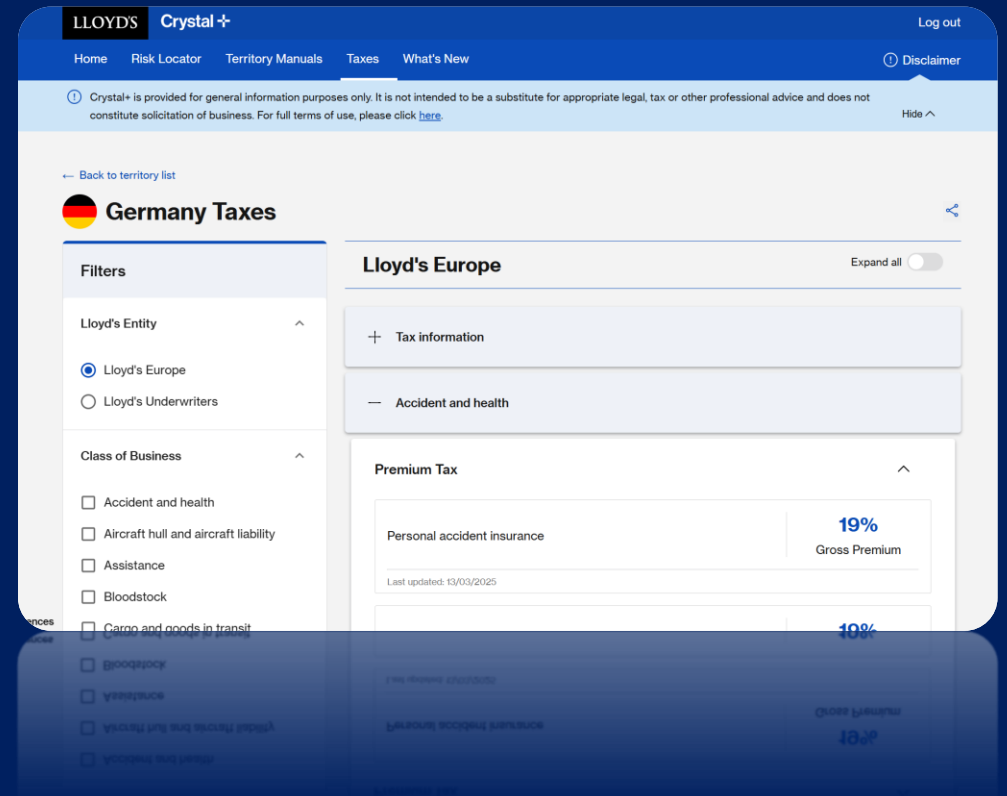 LLOYD'S Crystal+ Log out
Home Risk Locator Territory Manuals Taxes What's New Disclaimer
Crystal+ is provided for general information purposes only. It is not intended to be a substitute for appropriate legal, tax or other professional advice and does not
constitute solicitation of business. For full terms of use, please click here. Hide
← Back to territory list
Germany Taxes
Filters
Lloyd's Entity
Lloyd's Europe
Lloyd's Underwriters
Class of Business
Accident and health
Aircraft hull and aircraft liability
Assistance
Bloodstock
Cargo and goods in transit
Lloyd's Europe
Expand all
Tax information
Accident and health
Premium Tax
Personal accident insurance
19%
Gross Premium
Last updated: 13/03/2025
19%